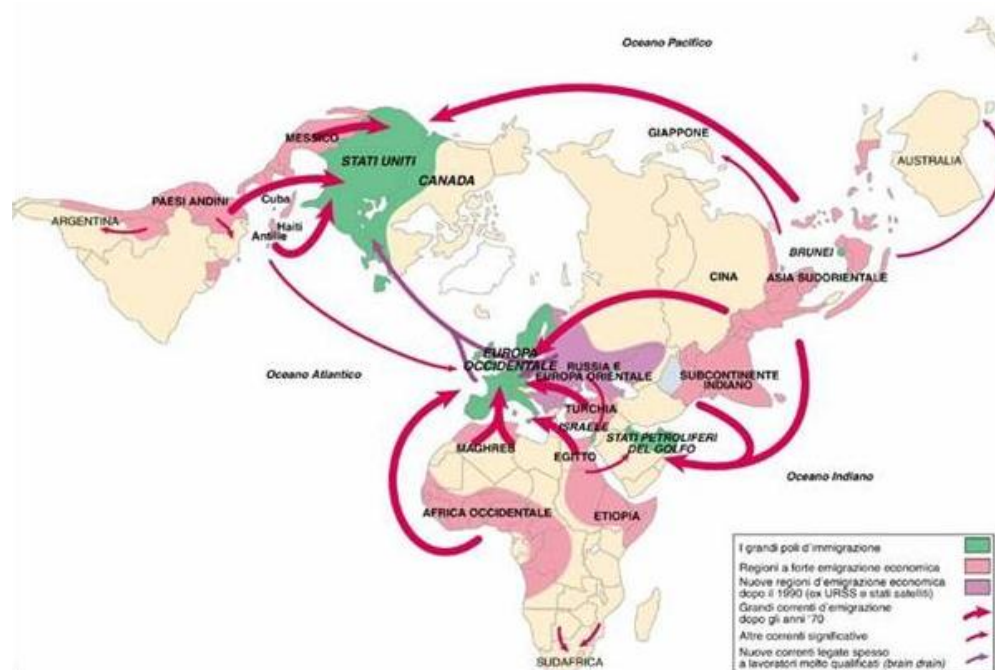 Oceano Pacifico
MESSICO
GIAPPONE
STATI UNITI
AUSTRALIA
CANADA
PAESI ANDINI
Cuba
ARGENTINA
Haiti
Antille
BRUNEI
CINA
ASIA SUDORIENTALE
EUROPA
OCCIDENTALE
RUSSIA E
EUROPA ORIENTALE
SUBCONTINENTE
INDIANO
Oceano Atlantico
TURCHIA
ISRAELE
STATI PETROLIFERI
DEL GOLFO
MAGHREB
EGITTO
Oceano Indiano
AFRICA OCCIDENTALE
ETIOPIA
SUDAFRICA
I grandi poli d'immigrazione
Regioni a forte emigrazione economica
Nuove regioni d'emigrazione economica
dopo il 1990 (ex URSS e stati satelliti)
Grandi correnti d'emigrazione
dopo gli anni '70
Altre correnti significative
Nuove correnti legate spesso
a lavoratori molto qualificati (brain drain)